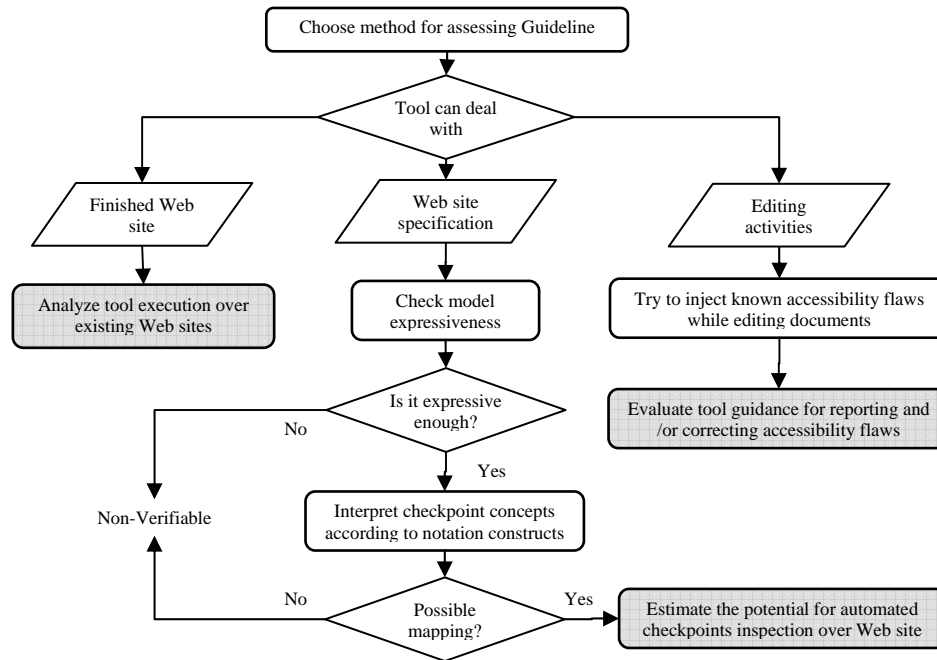 Choose method for assessing Guideline
Tool can deal
with
Finished Web
site
Web site
specification
Editing
activities
Analyze tool execution over
existing Web sites
Check model
expressiveness
Try to inject known accessibility flaws
while editing documents
Is it expressive
enough?
No
Evaluate tool guidance for reporting and
/or correcting accessibility flaws
Yes
Non-Verifiable
Interpret checkpoint concepts
according to notation constructs
No
Possible
mapping?
Yes
Estimate the potential for automated
checkpoints inspection over Web site